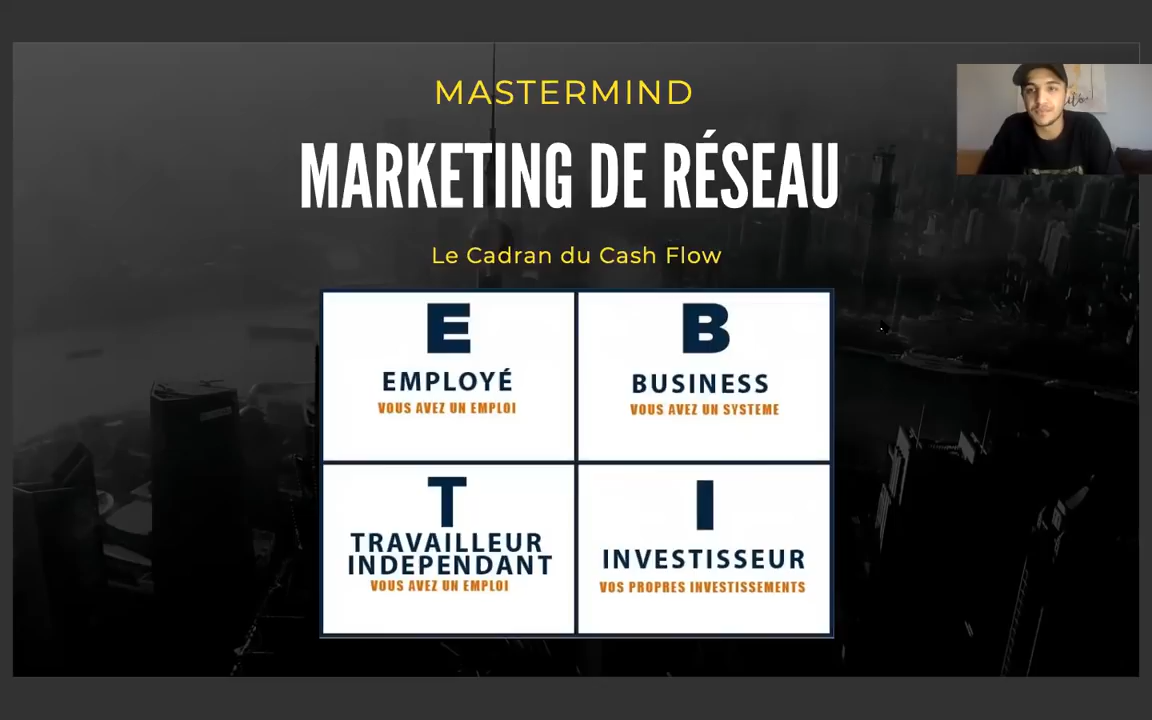 MASTERMIND
MARKETING DE RÉSEAU
Le Cadran du Cash Flow
E
EMPLOYÉ
VOUS AVEZ UN EMPLOI
B
BUSINESS
VOUS AVEZ UN SYSTEME
T
TRAVAILLEUR
INDEPENDANT
VOUS AVEZ UN EMPLOI
I
INVESTISSEUR
VOS PROPRES INVESTISSEMENTS